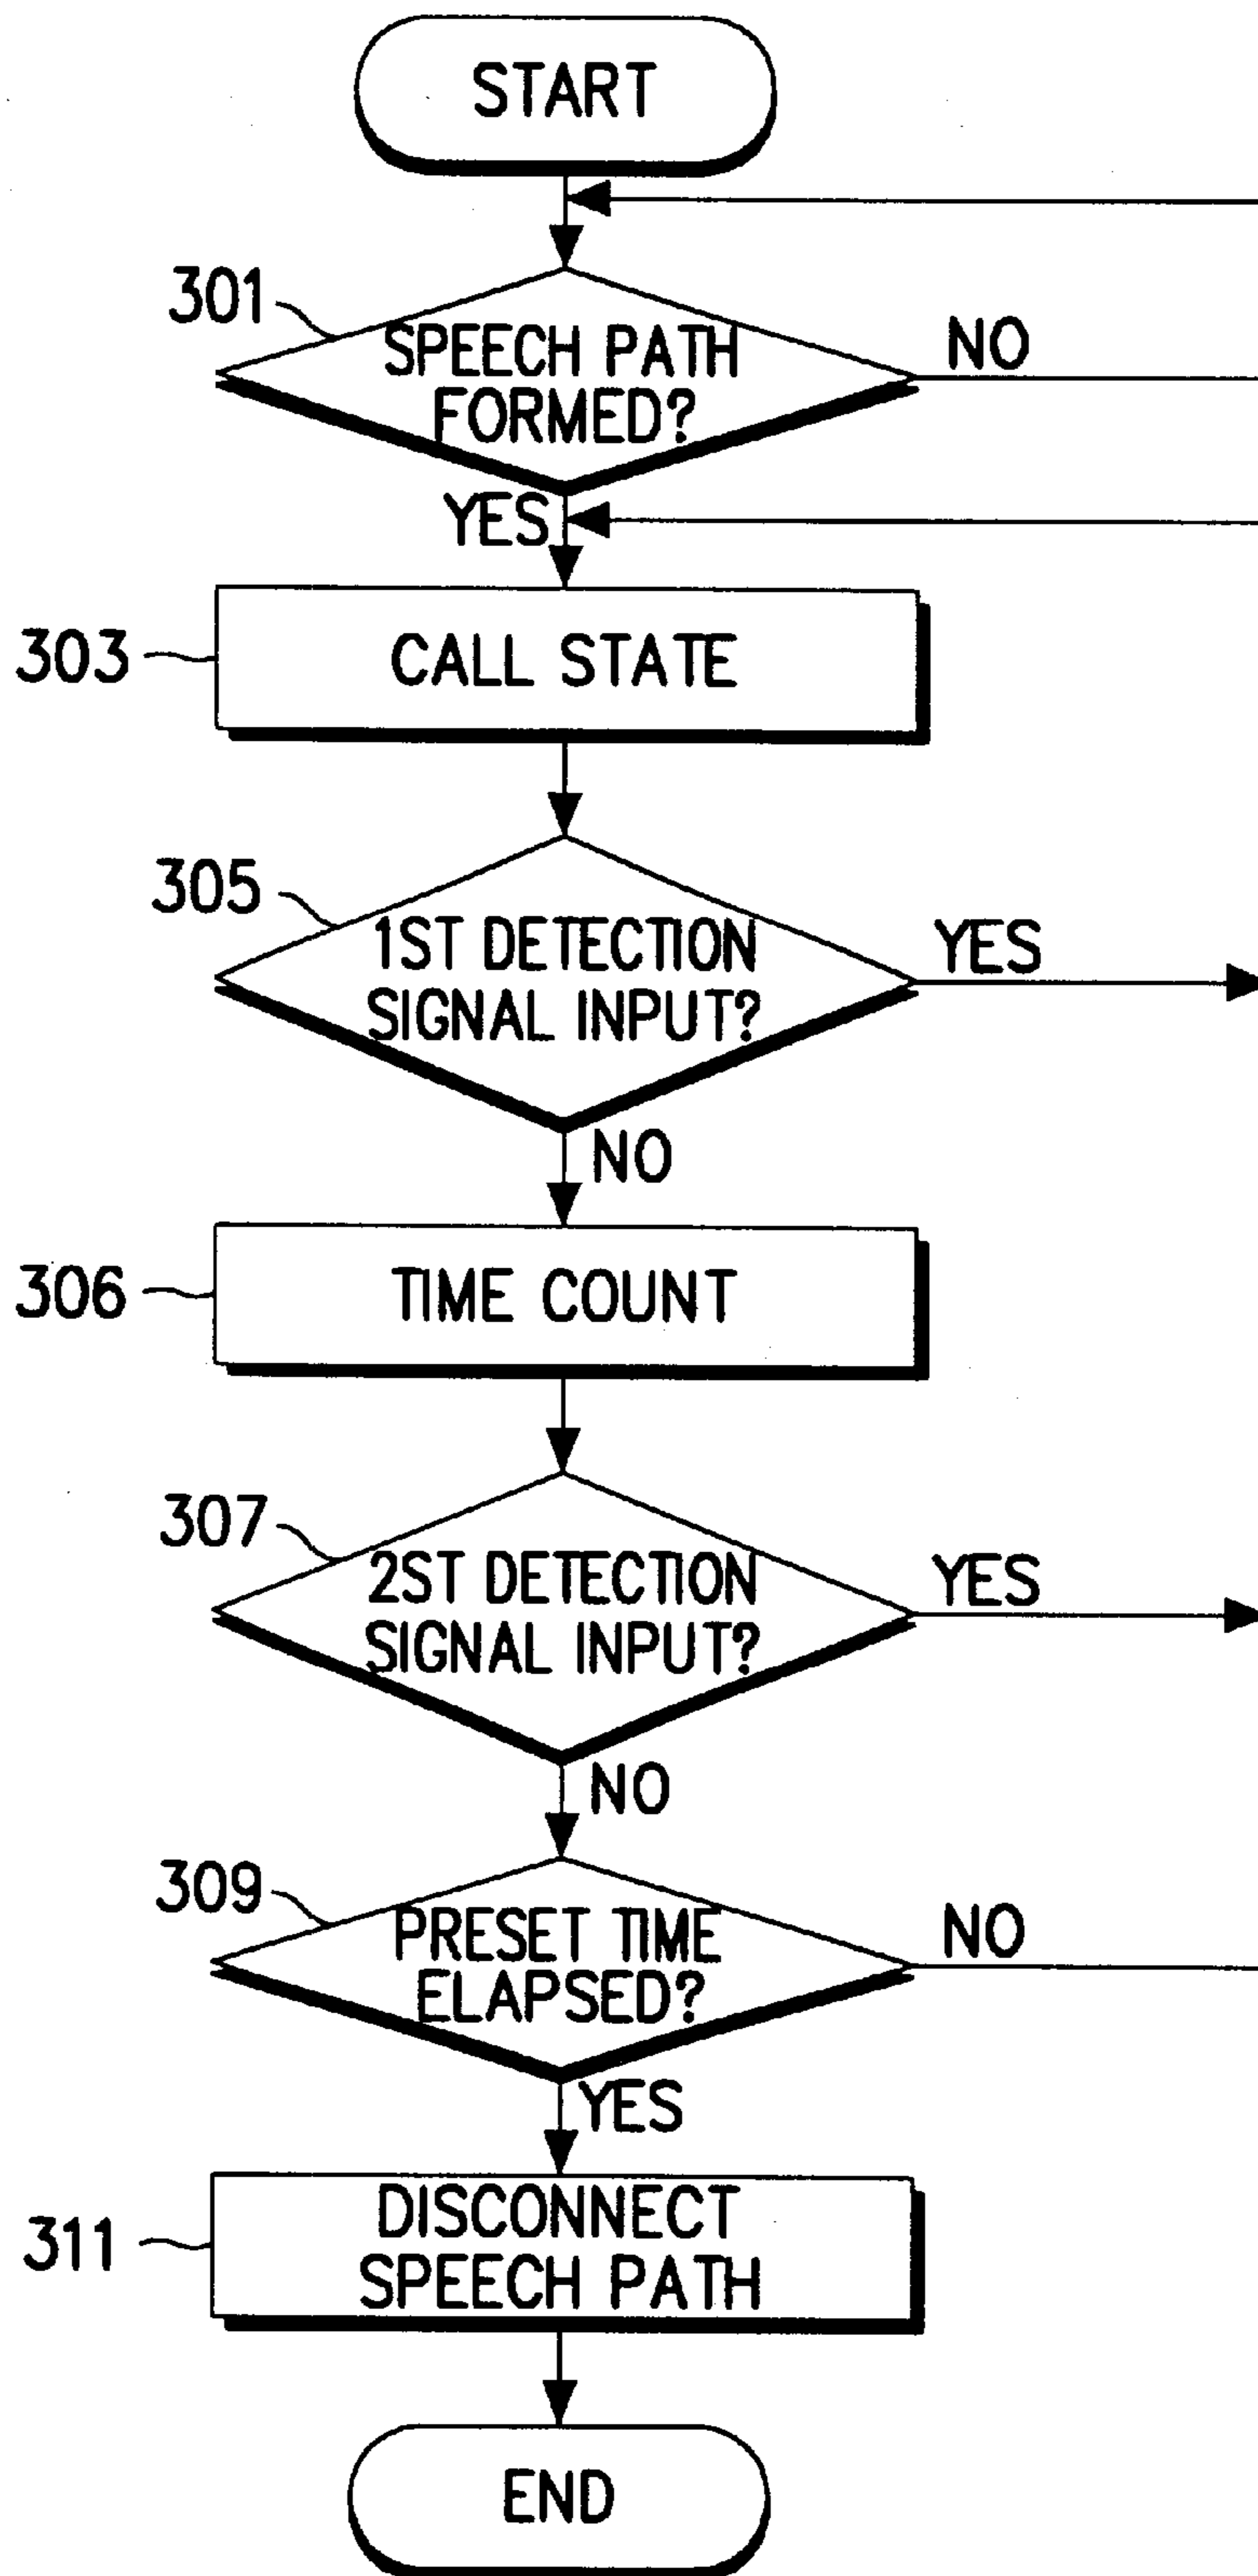 START
301
SPEECH PATH
FORMED?
NO
YES
303
CALL STATE
305
1ST DETECTION
SIGNAL INPUT?
YES
NO
306
TIME COUNT
307
2ST DETECTION
SIGNAL INPUT?
YES
NO
309
PRESET TIME
ELAPSED?
NO
YES
311
DISCONNECT
SPEECH PATH
END